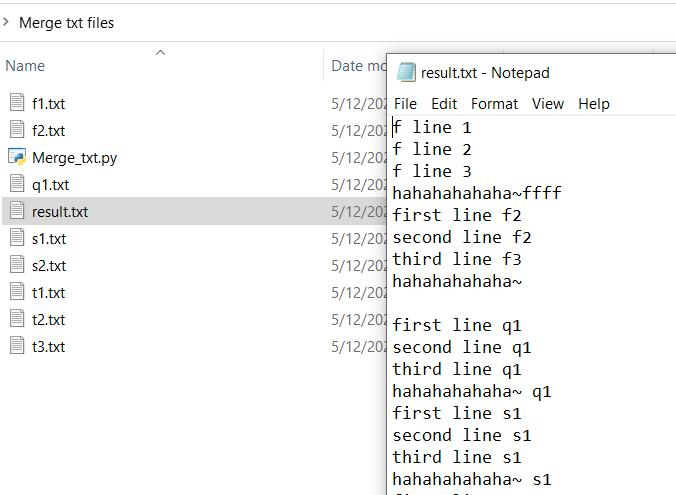 Merge txt files
Name
Date mo
f1.txt
5/12/202
f2.txt
5/12/202
Merge_txt.py
5/12/202
q1.txt
5/12/202
result.txt
5/12/202
s1.txt
5/12/202
s2.txt
5/12/202
t1.txt
5/12/202
t2.txt
5/12/202
t3.txt
5/12/202
result.txt - Notepad
File Edit Format View Help
f line 1
f line 2
f line 3
hahahahahaha~ffff
first line f2
second line f2
third line f3
hahahahahaha~
first line q1
second line q1
third line q1
hahahahahaha~ q1
first line s1
second line s1
third line s1
hahahahahaha~ s1